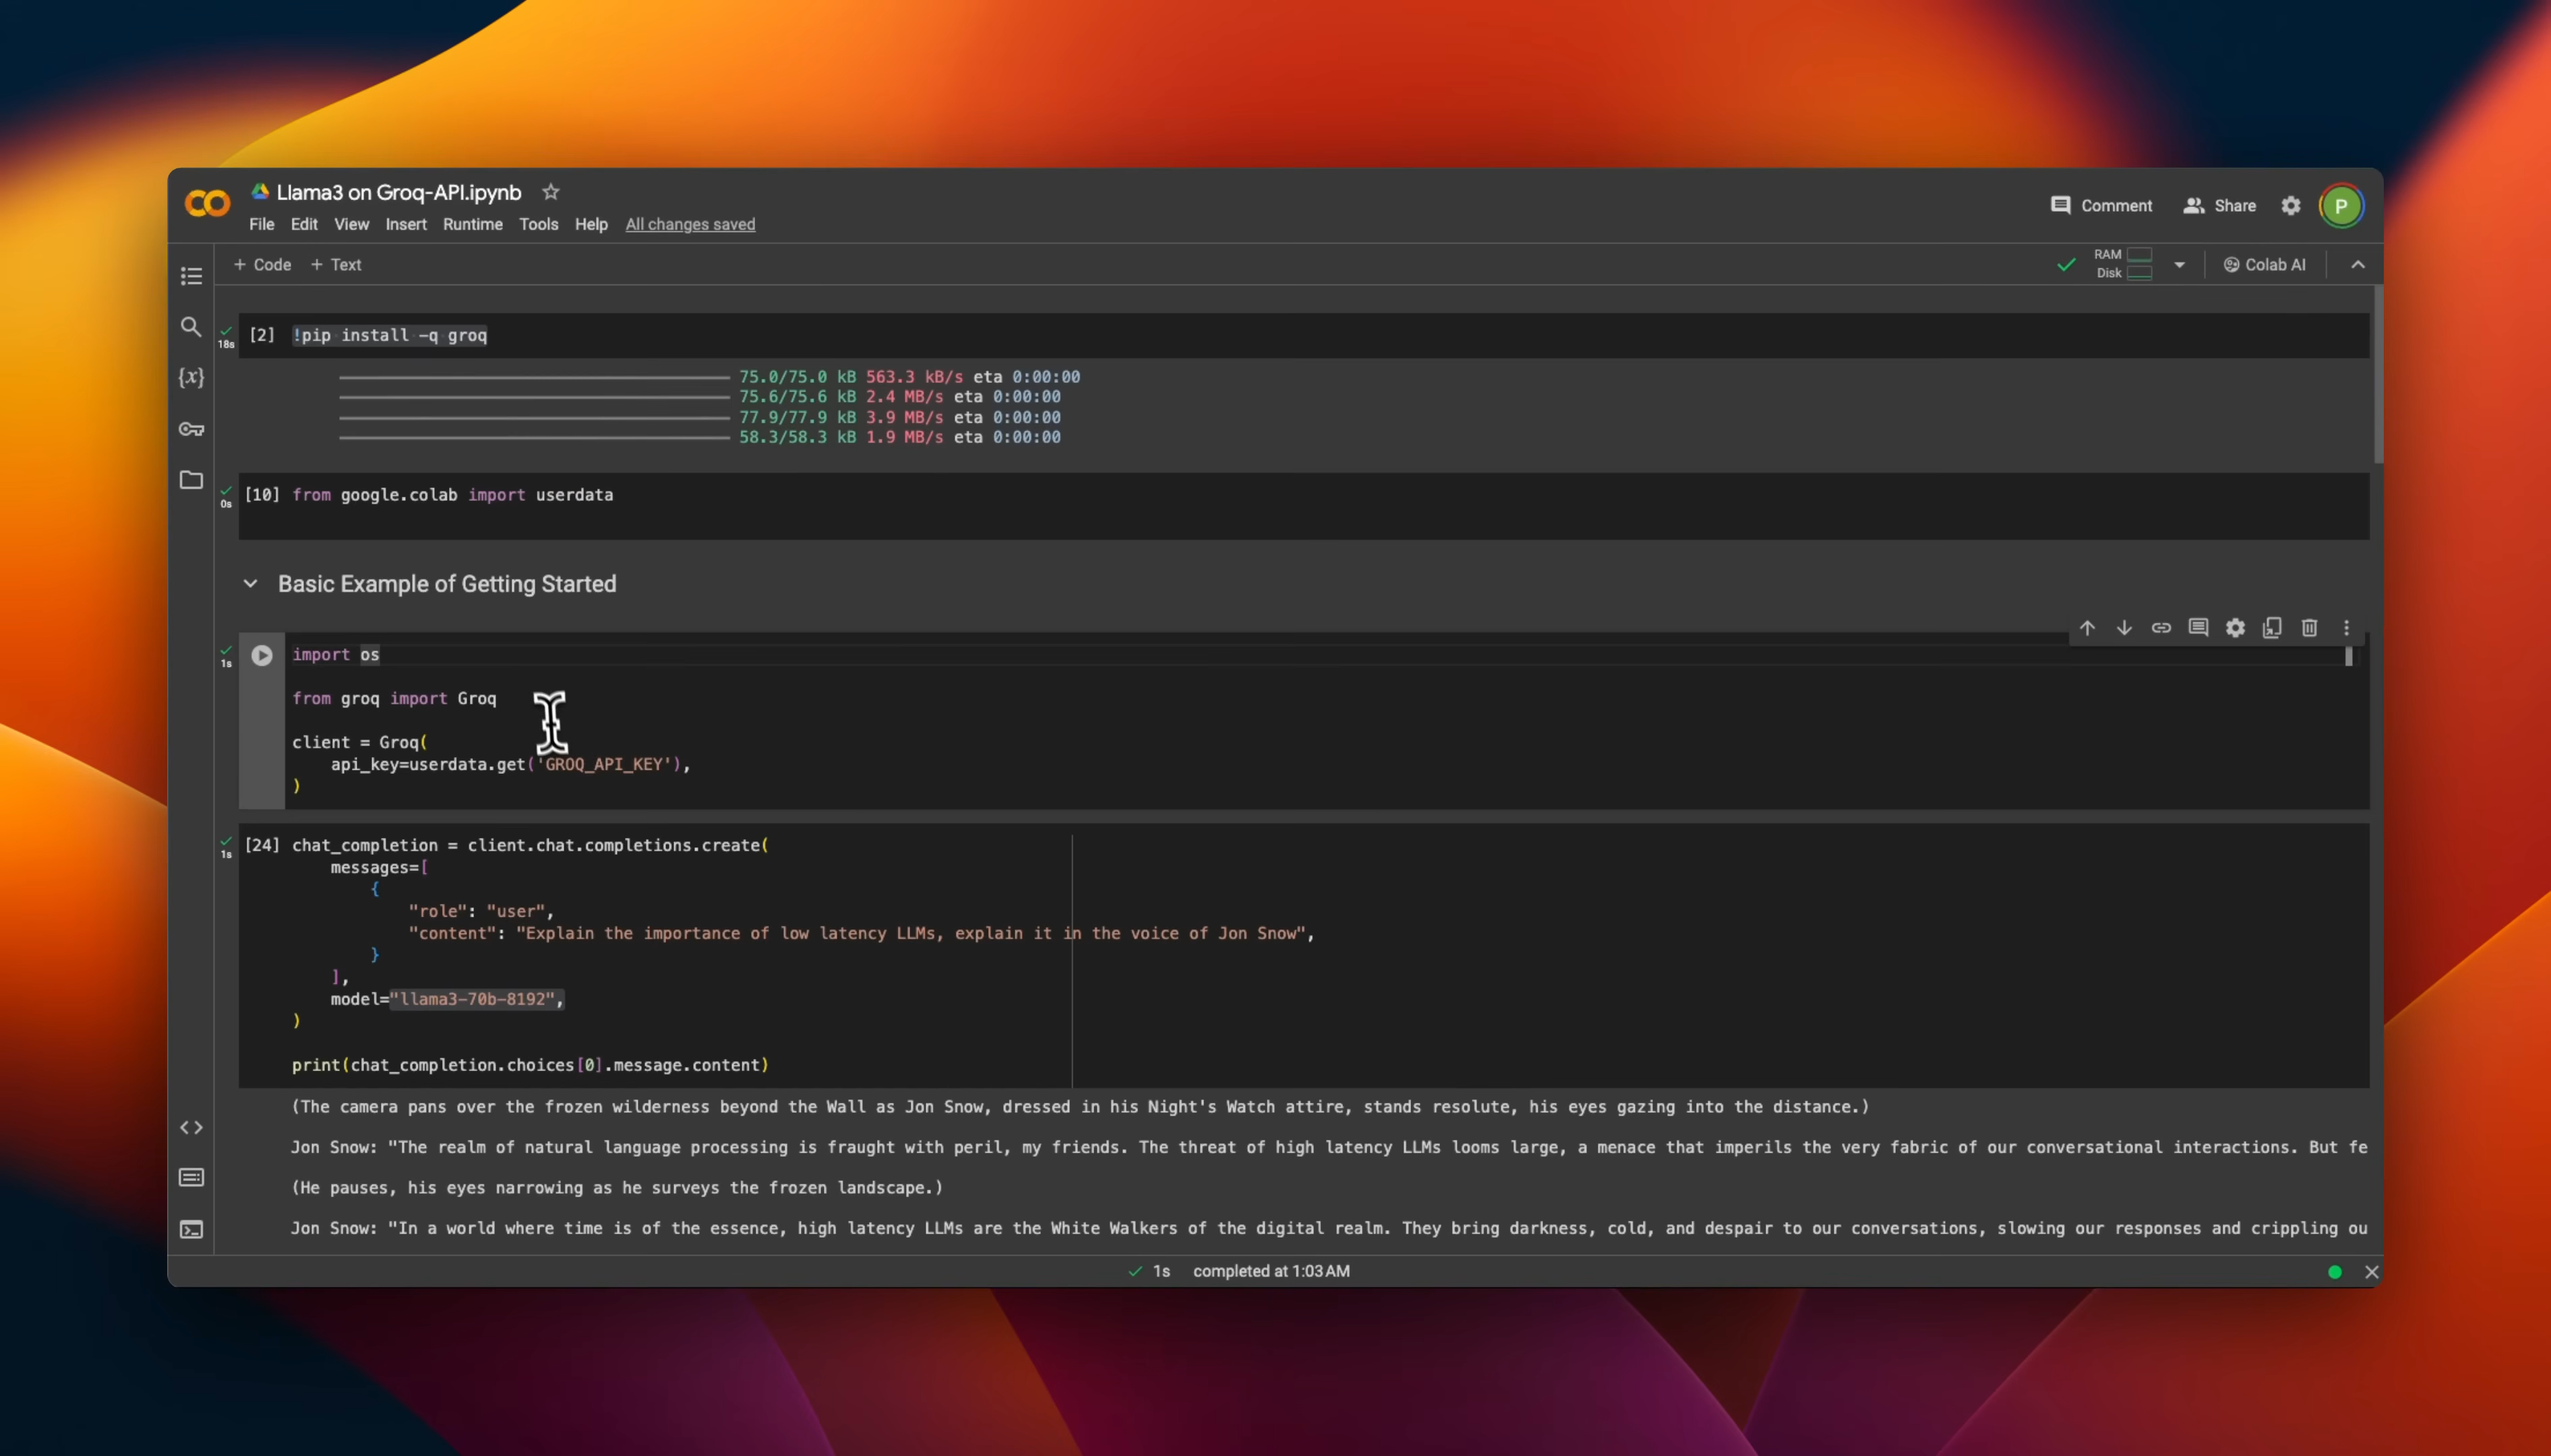 Llama3 on Groq-API.ipynb
Comment Share P
File Edit View Insert Runtime Tools Help All changes saved
+ Code + Text
RAM
Disk
Colab AI
18s
[2] !pip install -q groq
75.0/75.0 kB 563.3 kB/s eta 0:00:00
75.6/75.6 kB 2.4 MB/s eta 0:00:00
77.9/77.9 kB 3.9 MB/s eta 0:00:00
58.3/58.3 kB 1.9 MB/s eta 0:00:00
0s
[10] from google.colab import userdata
Basic Example of Getting Started
1s
import os
from groq import Groq
client = Groq(
    api_key=userdata.get('GROQ_API_KEY'),
)
1s
[24] chat_completion = client.chat.completions.create(
    messages=[
        {
            "role": "user",
            "content": "Explain the importance of low latency LLMs, explain it in the voice of Jon Snow",
        }
    ],
    model="llama3-70b-8192",
)
print(chat_completion.choices[0].message.content)
(The camera pans over the frozen wilderness beyond the Wall as Jon Snow, dressed in his Night's Watch attire, stands resolute, his eyes gazing into the distance.)
Jon Snow: "The realm of natural language processing is fraught with peril, my friends. The threat of high latency LLMs looms large, a menace that imperils the very fabric of our conversational interactions. But fe
(He pauses, his eyes narrowing as he surveys the frozen landscape.)
Jon Snow: "In a world where time is of the essence, high latency LLMs are the White Walkers of the digital realm. They bring darkness, cold, and despair to our conversations, slowing our responses and crippling ou
1s completed at 1:03 AM